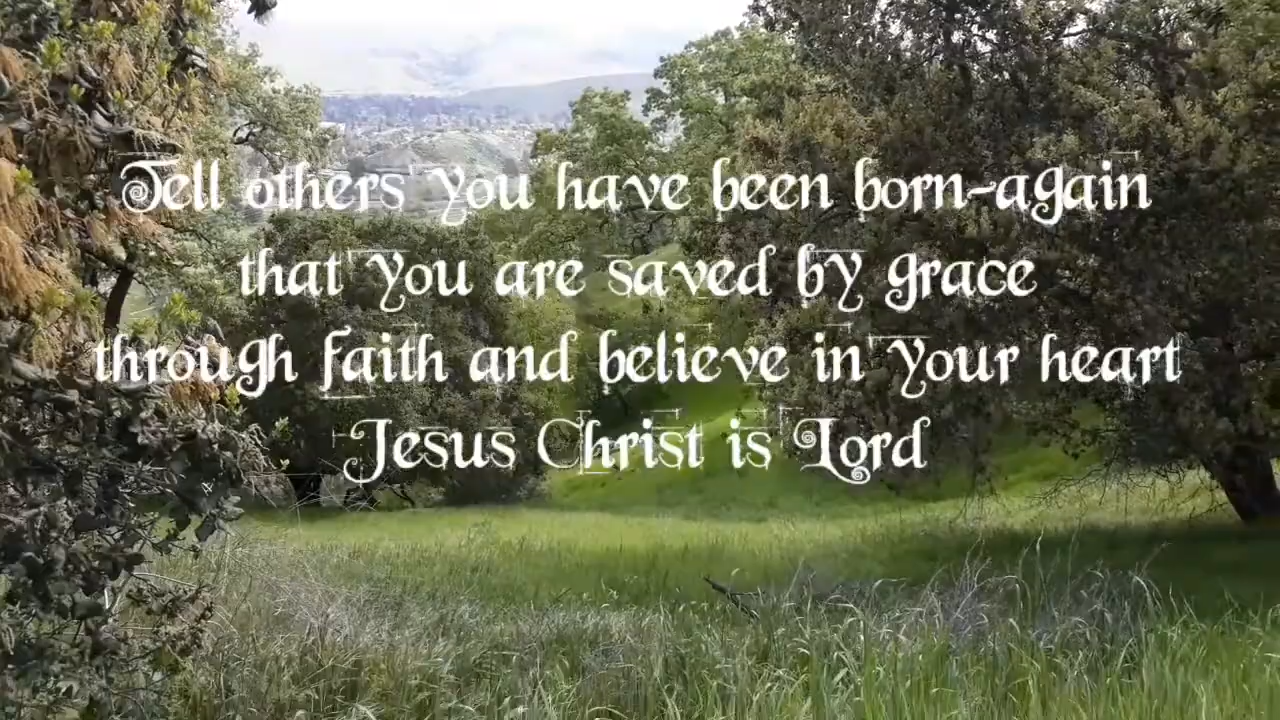 Tell others you have been born-again
that you are saved by grace
through faith and believe in your heart
Jesus Christ is Lord